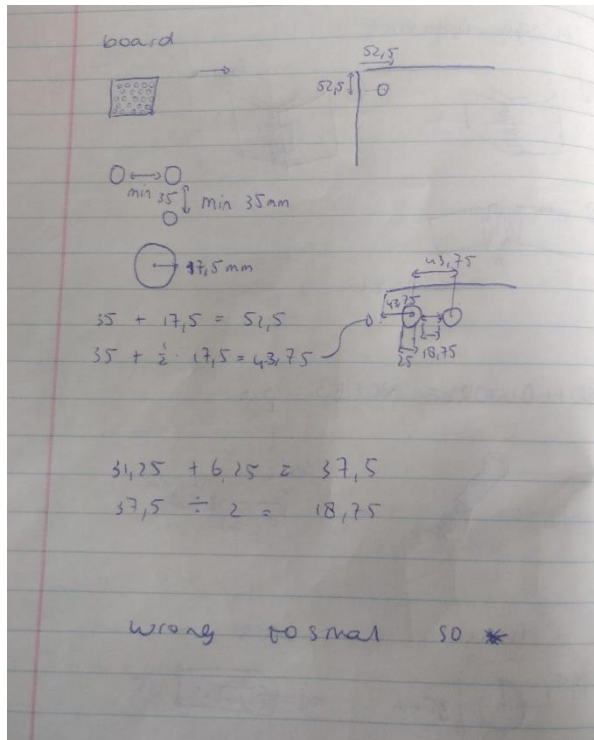 board
52,5
52,5
min 35
min 35mm
17,5 mm
43,75
43,75
18,75
25
35 + 17,5 = 52,5
35 + 1/2 · 17,5 = 43,75
31,25 + 6,25 = 37,5
37,5 ÷ 2 = 18,75
wrong to smal so *